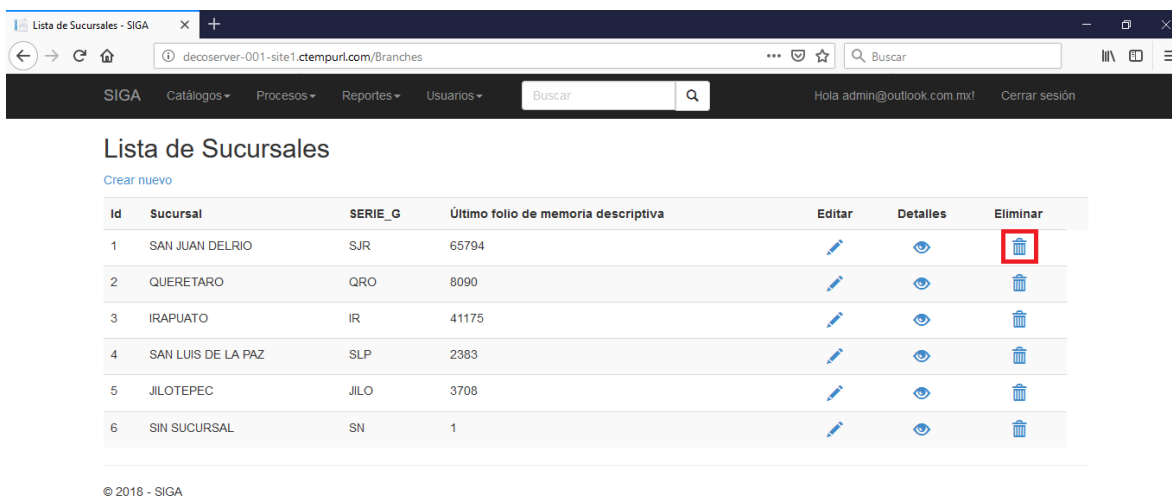 Lista de Sucursales - SIGA
decoserver-001-site1.ctempurl.com/Branches
Buscar
SIGA Catálogos Procesos Reportes Usuarios Buscar Hola admin@outlook.com.mx! Cerrar sesión
Lista de Sucursales
Crear nuevo
Id Sucursal SERIE_G Último folio de memoria descriptiva Editar Detalles Eliminar
1 SAN JUAN DELRIO SJR 65794
2 QUERETARO QRO 8090
3 IRAPUATO IR 41175
4 SAN LUIS DE LA PAZ SLP 2383
5 JILOTEPEC JILO 3708
6 SIN SUCURSAL SN 1
© 2018 - SIGA